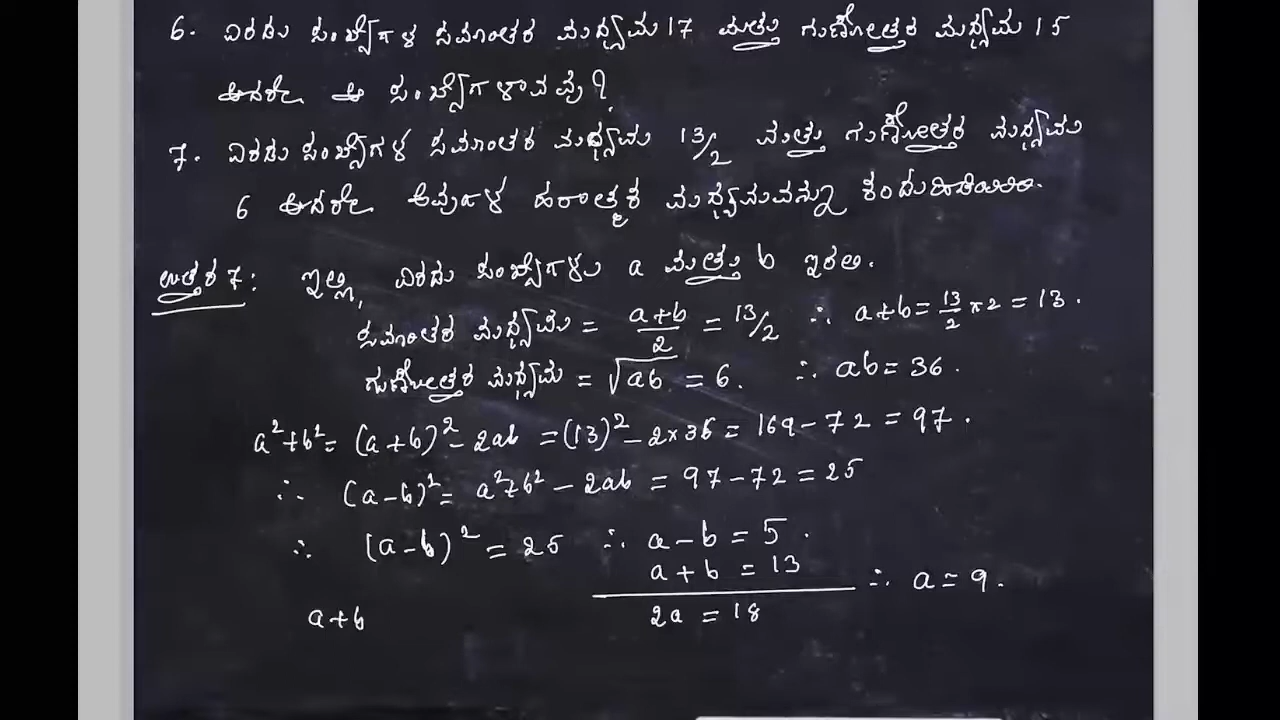 6. ಎರಡು ಸಂಖ್ಯೆಗಳ ಸಮಾಂತರ ಮಧ್ಯಮ 17 ಮತ್ತು ಗುಣೋತ್ತರ ಮಧ್ಯಮ 15
ಆದರೇ ಆ ಸಂಖ್ಯೆಗಳಾವವು?
7. ಎರಡು ಸಂಖ್ಯೆಗಳ ಸಮಾಂತರ ಮಧ್ಯಮ 13/2 ಮತ್ತು ಗುಣೋತ್ತರ ಮಧ್ಯಮ
6 ಆದರೇ ಅವುಗಳ ಹರಾತ್ಮಕ ಮಧ್ಯಮವನ್ನು ಕಂಡುಹಿಡಿಯಿರಿ.
ಉತ್ತರ 7: ಇಲ್ಲಿ, ಎರಡು ಸಂಖ್ಯೆಗಳು a ಮತ್ತು b ಇರಲಿ.
ಸಮಾಂತರ ಮಧ್ಯಮ = (a+b)/2 = 13/2 ∴ a+b = 13/2 × 2 = 13.
ಗುಣೋತ್ತರ ಮಧ್ಯಮ = √ab = 6. ∴ ab = 36.
a²+b² = (a+b)² - 2ab = (13)² - 2×36 = 169 - 72 = 97.
∴ (a-b)² = a²+b² - 2ab = 97 - 72 = 25
∴ (a-b)² = 25 ∴ a-b = 5.
a+b = 13
∴ a = 9.
a+b 2a = 18